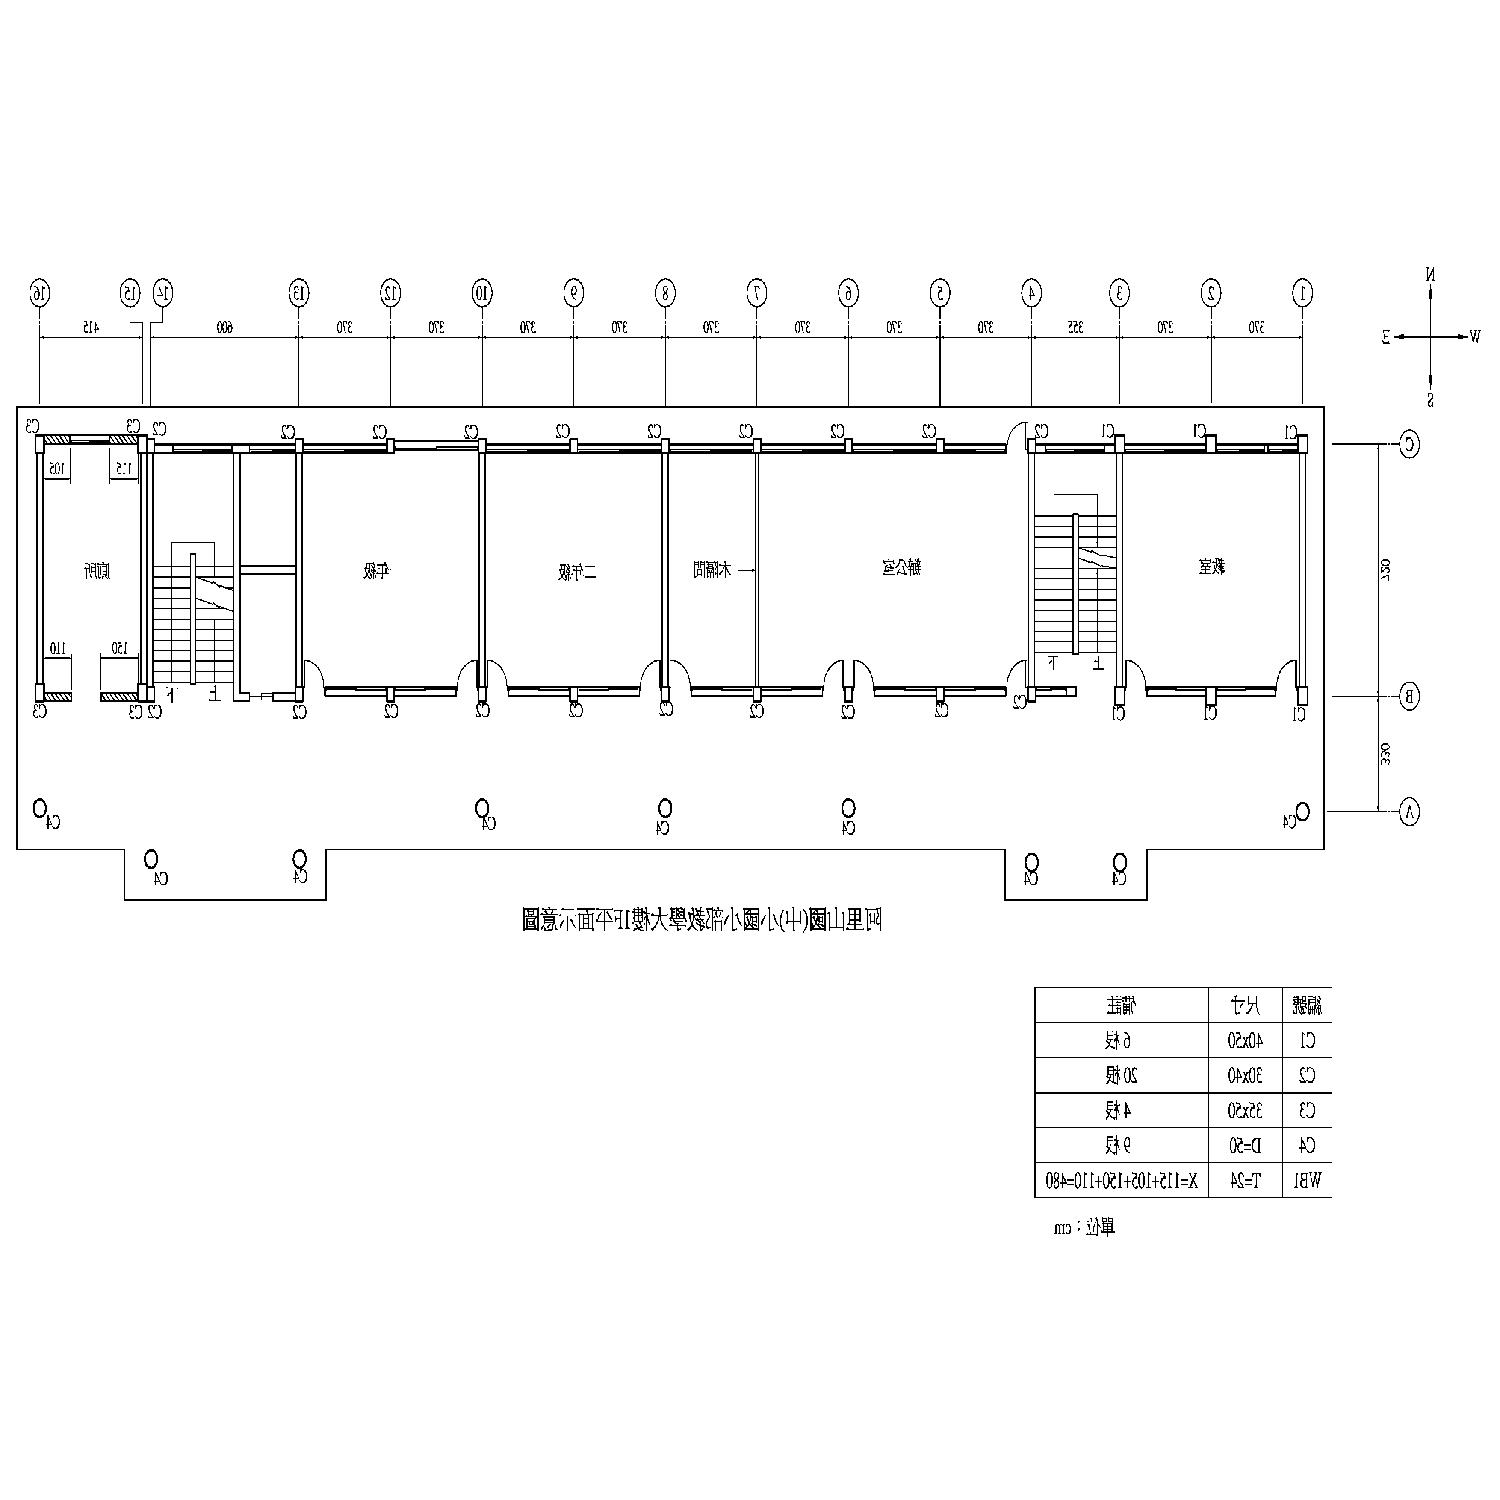 N
W E
S
1 2 3 4 5 6 7 8 9 10 12 13 14 15 16
370 370 355 370 370 370 370 370 370 370 370 600 415
C1 C1 C1 C2 C2 C2 C2 C2 C2 C2 C2 C2 C2 C3 C3
C
115 105
教室 辦公室 木隔間 二年級 年級 廁所
720
150 110
上 下 上 下
B
C1 C1 C1 C2 C2 C2 C2 C2 C2 C2 C2 C2 C2 C3 C3
330
A
C4 C4 C4 C4 C4
C4 C4 C4 C4
阿里山國(中)小國小部教學大樓1F平面示意圖
編號 尺寸 備註
C1 40x50 6 根
C2 30x40 20 根
C3 35x50 4 根
C4 D=50 9 根
WB1 T=24 X=115+105+150+110=480
單位：cm